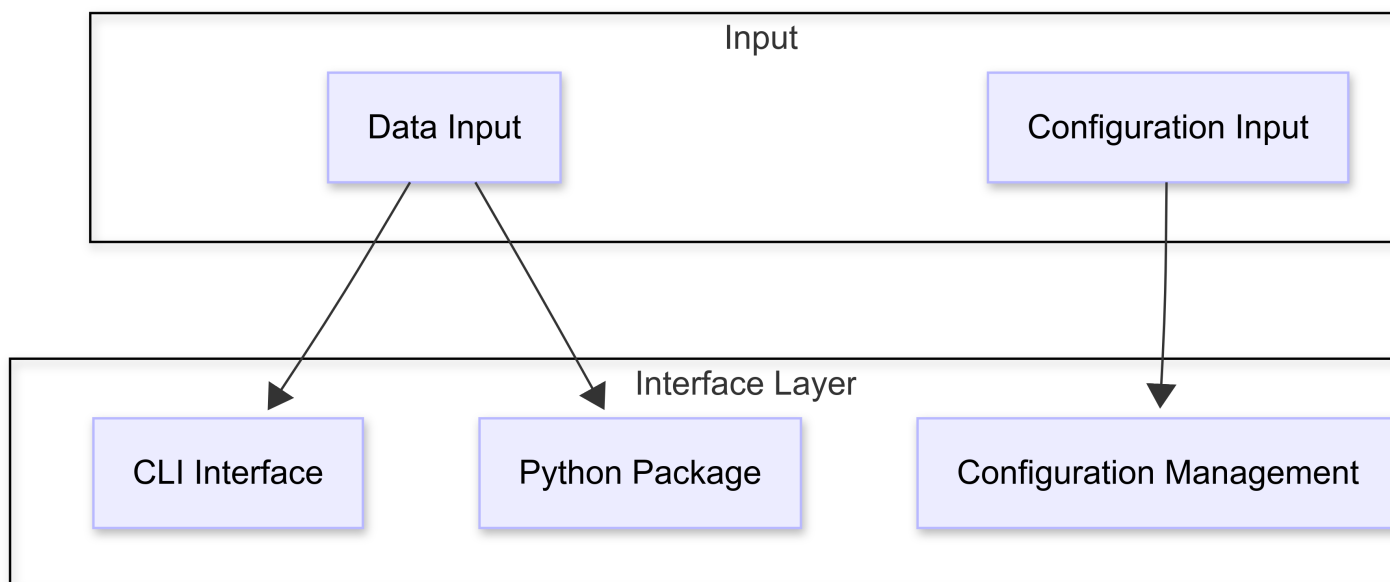 Input
Data Input
Configuration Input
Interface Layer
CLI Interface
Python Package
Configuration Management